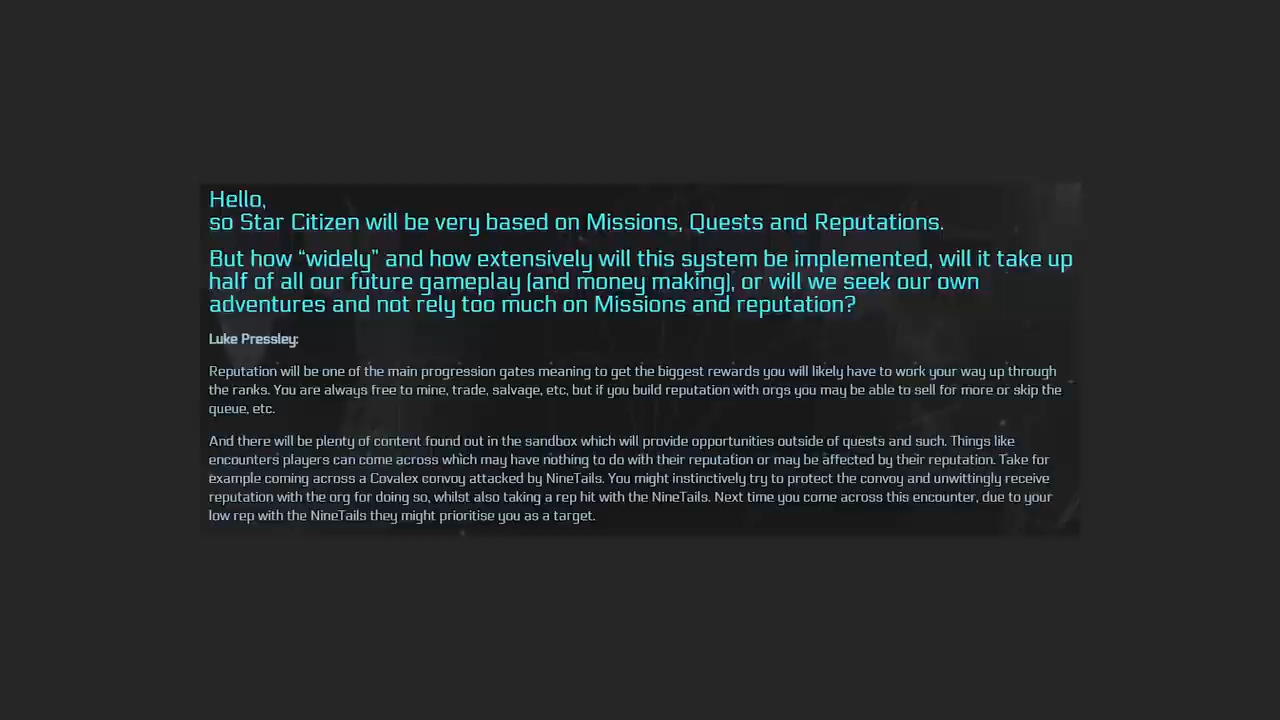 Hello,
so Star Citizen will be very based on Missions, Quests and Reputations.
But how “widely” and how extensively will this system be implemented, will it take up
half of all our future gameplay (and money making), or will we seek our own
adventures and not rely too much on Missions and reputation?
Luke Pressley:
Reputation will be one of the main progression gates meaning to get the biggest rewards you will likely have to work your way up through
the ranks. You are always free to mine, trade, salvage, etc, but if you build reputation with orgs you may be able to sell for more or skip the
queue, etc.
And there will be plenty of content found out in the sandbox which will provide opportunities outside of quests and such. Things like
encounters players can come across which may have nothing to do with their reputation or may be affected by their reputation. Take for
example coming across a Covalex convoy attacked by NineTails. You might instinctively try to protect the convoy and unwittingly receive
reputation with the org for doing so, whilst also taking a rep hit with the NineTails. Next time you come across this encounter, due to your
low rep with the NineTails they might prioritise you as a target.